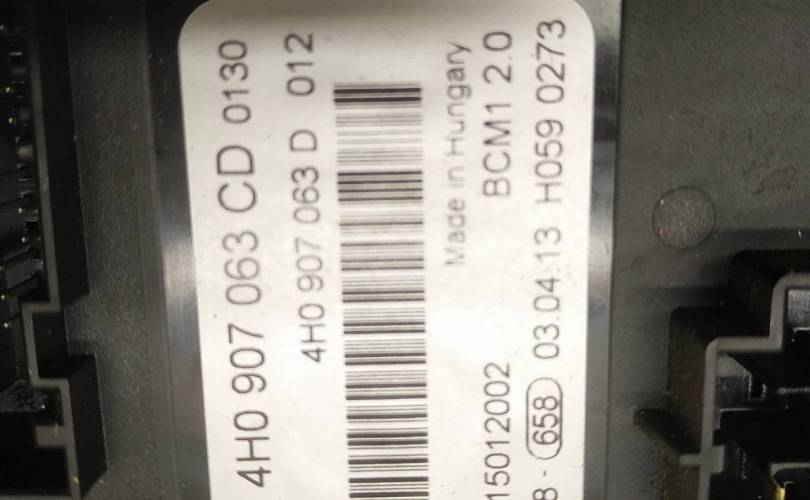 4H0 907 063 CD 0130
4H0 907 063 D 012
Made in Hungary
15012002 BCM1 2.0
8 - 658 03.04.13 H059 0273